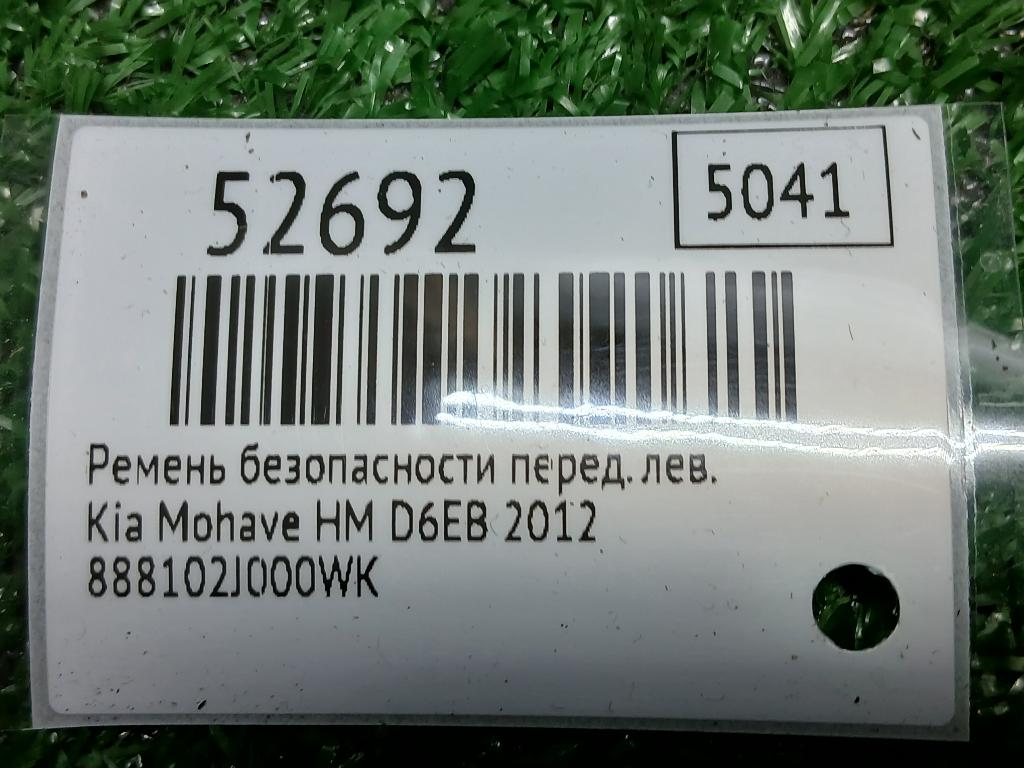 52692
5041
Ремень безопасности перед. лев.
Kia Mohave HM D6EB 2012
888102J000WK